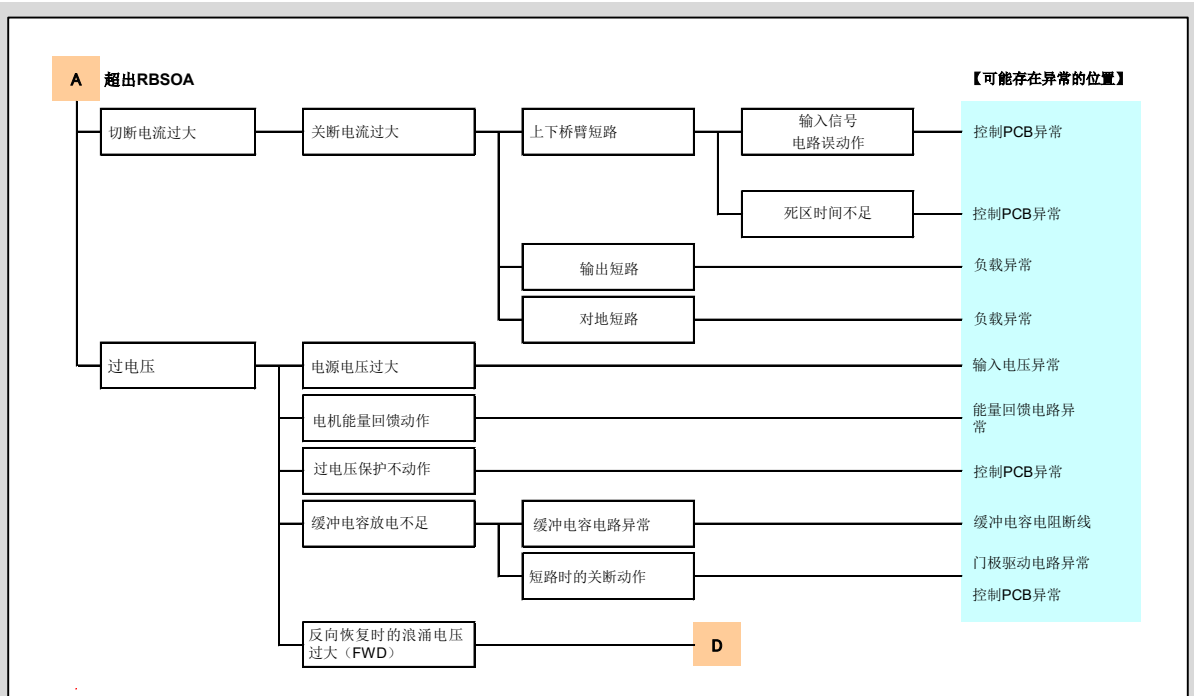 A 超出RBSOA 【可能存在异常的位置】
切断电流过大
关断电流过大
上下桥臂短路
输入信号
电路误动作
控制PCB异常
死区时间不足
控制PCB异常
输出短路
负载异常
对地短路
负载异常
过电压
电源电压过大
输入电压异常
电机能量回馈动作
能量回馈电路异
常
过电压保护不动作
控制PCB异常
缓冲电容放电不足
缓冲电容电路异常
缓冲电容电阻断线
短路时的关断动作
门极驱动电路异常
控制PCB异常
反向恢复时的浪涌电压
过大（FWD）
D